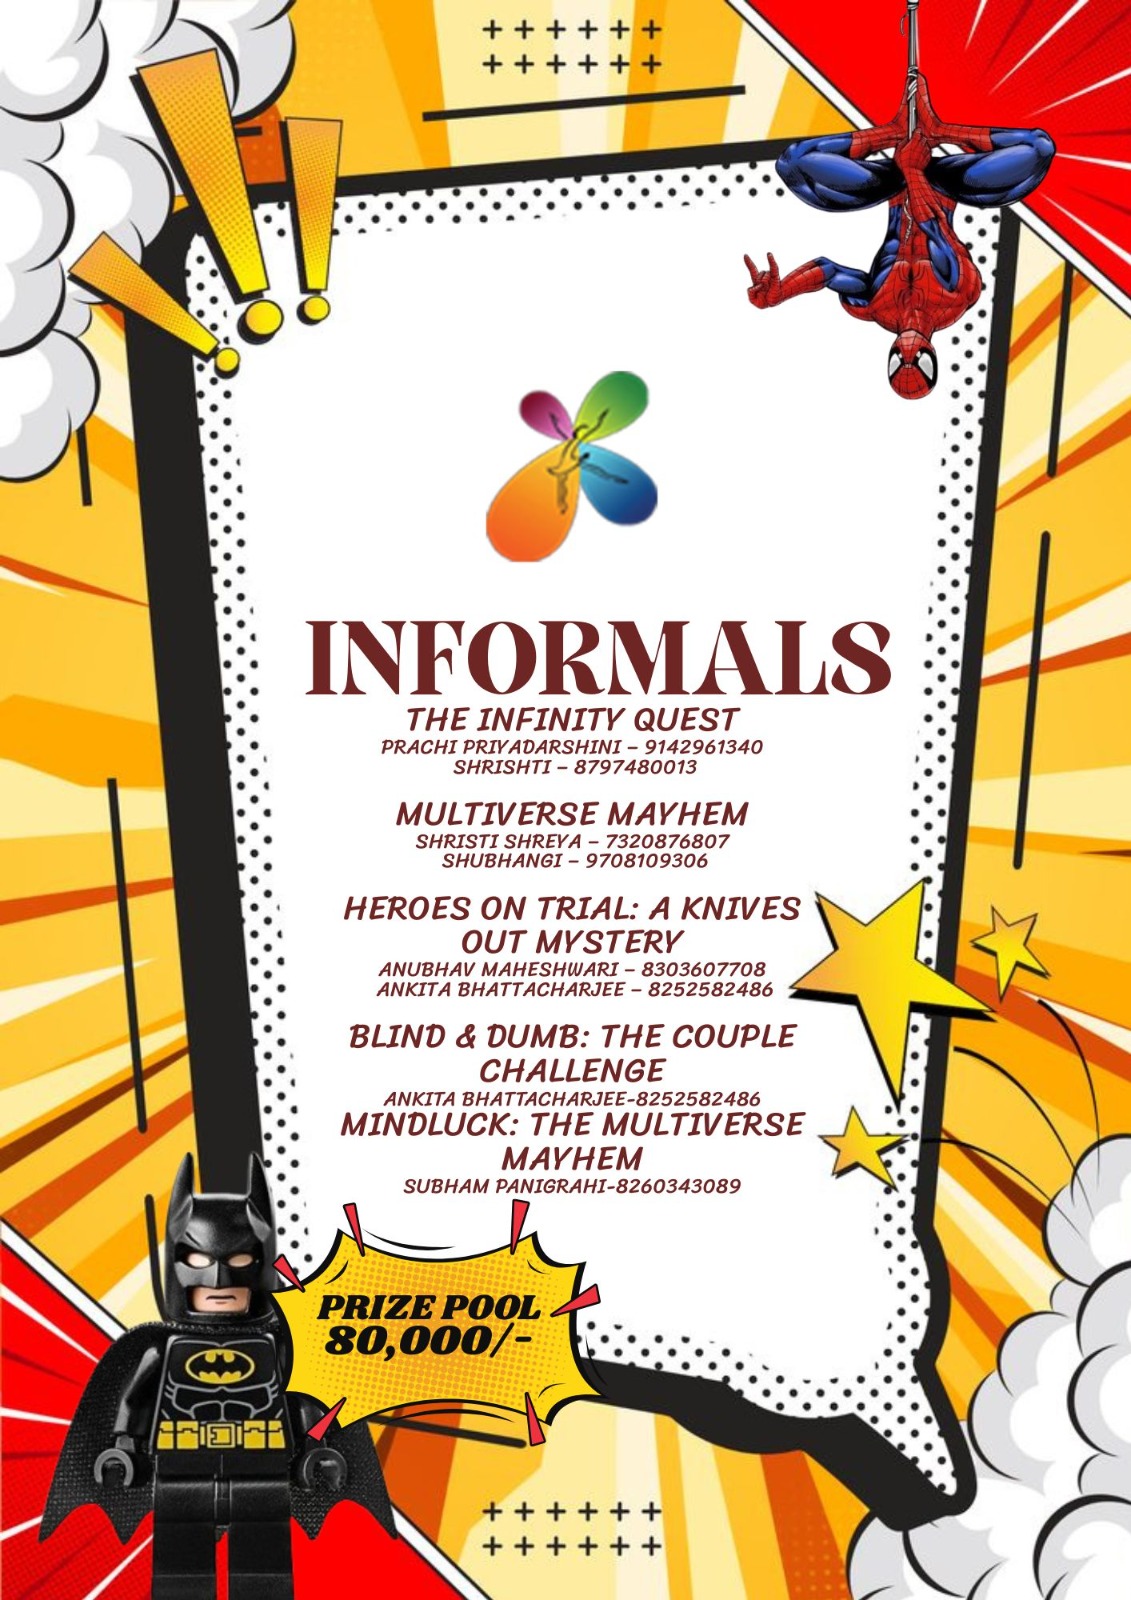 INFORMALS
THE INFINITY QUEST
PRACHI PRIYADARSHINI – 9142961340
SHRISHTI – 8797480013
MULTIVERSE MAYHEM
SHRISTI SHREYA – 7320876807
SHUBHANGI – 9708109306
HEROES ON TRIAL: A KNIVES
OUT MYSTERY
ANUBHAV MAHESHWARI – 8303607708
ANKITA BHATTACHARJEE – 8252582486
BLIND & DUMB: THE COUPLE
CHALLENGE
ANKITA BHATTACHARJEE-8252582486
MINDLUCK: THE MULTIVERSE
MAYHEM
SUBHAM PANIGRAHI-8260343089
PRIZE POOL
80,000/-